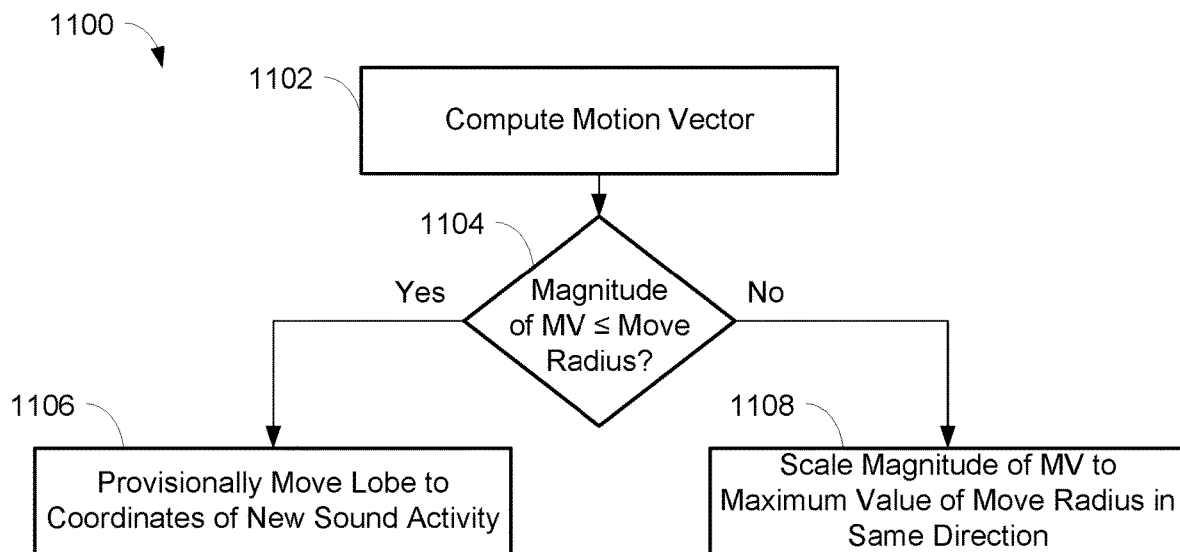 1100
1102
Compute Motion Vector
1104
Yes
Magnitude
of MV ≤ Move
Radius?
No
1106
Provisionally Move Lobe to
Coordinates of New Sound Activity
1108
Scale Magnitude of MV to
Maximum Value of Move Radius in
Same Direction